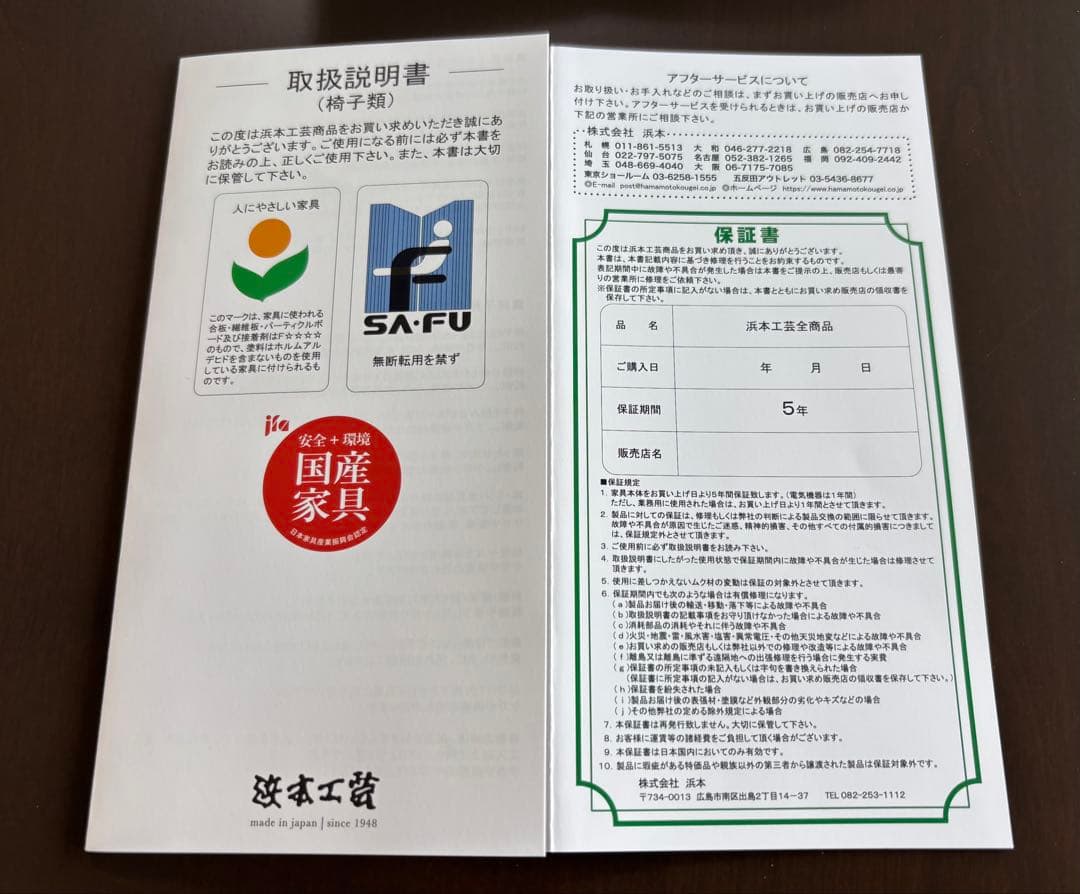 取扱説明書
(椅子類)
この度は浜本工芸商品をお買い求めいただき誠にあ
りがとうございます。ご使用になる前には必ず本書を
お読みの上、正しくご使用下さい。また、本書は大切
に保管して下さい。
人にやさしい家具
このマークは、家具に使われる
合板・繊維板・パーティクルボ
ード及び接着剤はF☆☆☆☆
のもので、塗料はホルムアル
デヒドを含まないものを使用
している家具に付けられるも
のです。
SA・FU
無断転用を禁ず
jfa
安全+環境
国産
家具
日本家具産業振興会認定
浜本工芸
made in japan | since 1948
アフターサービスについて
お取り扱い・お手入れなどのご相談は、まずお買い上げの販売店へお申し
付け下さい。アフターサービスを受けられるときは、お買い上げの販売店か
下記の営業所にご相談下さい。
株式会社 浜本
札 幌 011-861-5513 大 和 046-277-2218 広 島 082-254-7718
仙 台 022-797-5075 名古屋 052-382-1265 福 岡 092-409-2442
埼 玉 048-669-4040 大 阪 06-7175-7085
東京ショールーム 03-6258-1555 五反田アウトレット 03-5436-8677
◎E-mail post@hamamotokougei.co.jp ◎ホームページ https://www.hamamotokougei.co.jp
保証書
この度は浜本工芸商品をお買い求め頂き、誠にありがとうございます。
本書は、本書記載内容に基づき修理を行うことをお約束するものです。
表記期間中に故障や不具合が発生した場合は本書をご提示の上、販売店もしくは最寄
りの営業所に修理をご依頼下さい。
※保証書の所定事項に記入がない場合は、本書とともにお買い求め販売店の領収書を
保存して下さい。
品 名 浜本工芸全商品
ご購入日 年 月 日
保証期間 5年
販売店名
■保証規定
1. 家具本体をお買い上げ日より5年間保証致します。(電気機器は1年間)
ただし、業務用に使用された場合は、お買い上げ日より1年間とさせて頂きます。
2. 製品に対しての保証は、修理もしくは弊社の判断による製品交換の範囲に限らせて頂きます。
故障や不具合が原因で生じたご迷惑、精神的損害、その他すべての付属的損害につきまして
は、保証規定外とさせて頂きます。
3. ご使用前に必ず取扱説明書をお読み下さい。
4. 取扱説明書にしたがった使用状態で保証期間内に故障や不具合が生じた場合は修理させて
頂きます。
5. 使用に差しつかえないムク材の変動は保証の対象外とさせて頂きます。
6. 保証期間内でも次のような場合は有償修理になります。
(a)製品お届け後の輸送・移動・落下等による故障や不具合
(b)取扱説明書の記載事項をお守り頂けなかった場合による故障や不具合
(c)消耗部品の消耗やそれに伴う故障や不具合
(d)火災・地震・雷・風水害・塩害・異常電圧・その他天災地変などによる故障や不具合
(e)お買い求めの販売店もしくは弊社以外での修理や改造等による故障や不具合
(f)離島又は離島に準ずる遠隔地への出張修理を行う場合に発生する実費
(g)保証書の所定事項の未記入もしくは字句を書き換えられた場合
(保証書に所定事項の記入がない場合は、お買い求め販売店の領収書を保存して下さい。)
(h)保証書を紛失された場合
(i)製品お届け後の表張材・塗膜など外観部分の劣化やキズなどの場合
(j)その他弊社の定める除外規定による場合
7. 本保証書は再発行致しません。大切に保管して下さい。
8. お客様に運賃等の諸経費をご負担して頂く場合がございます。
9. 本保証書は日本国内においてのみ有効です。
10. 製品に瑕疵がある特価品や親族以外の第三者から譲渡された製品は保証対象外です。
株式会社 浜本
〒734-0013 広島市南区出島2丁目14-37 TEL 082-253-1112